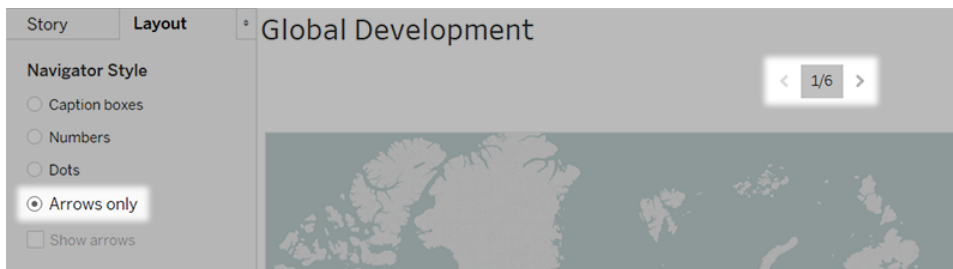 Story Layout
Global Development
Navigator Style
< 1/6 >
Caption boxes
Numbers
Dots
Arrows only
Show arrows